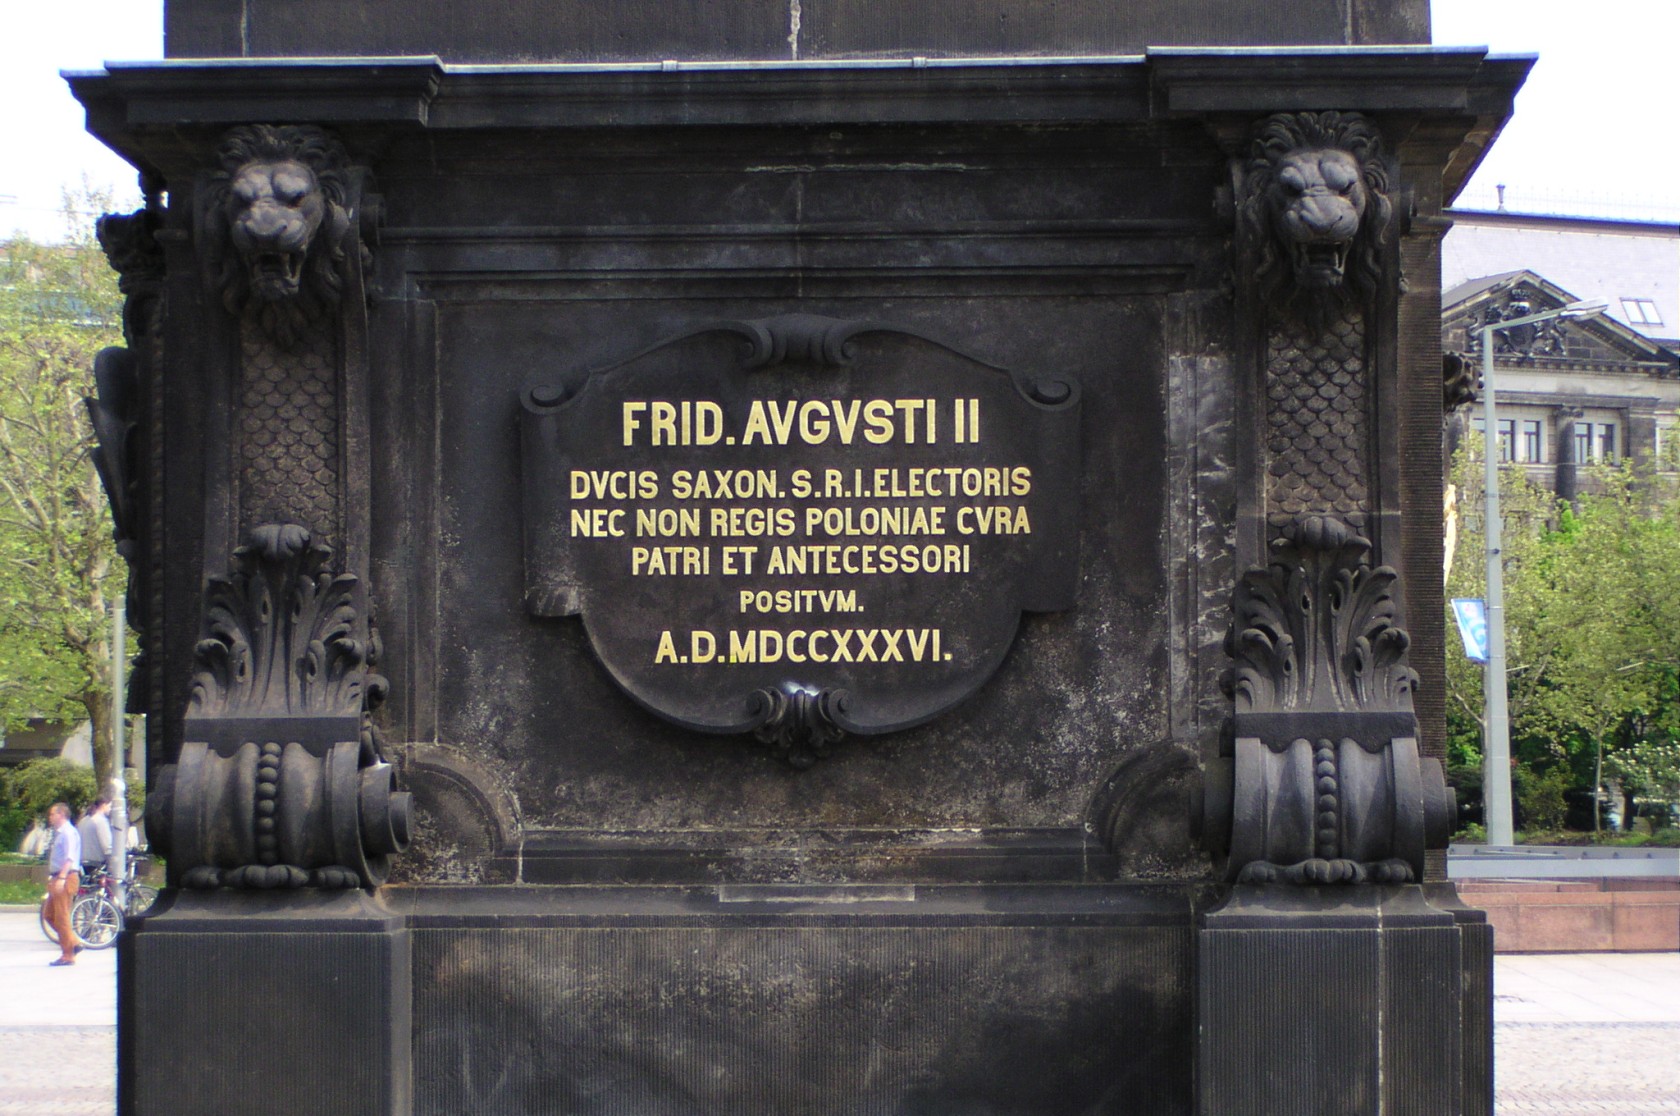 FRID. AVGVSTI II
DVCIS SAXON. S.R.I. ELECTORIS
NEC NON REGIS POLONIAE CVRA
PATRI ET ANTECESSORI
POSITVM.
A.D. MDCCXXXVI.